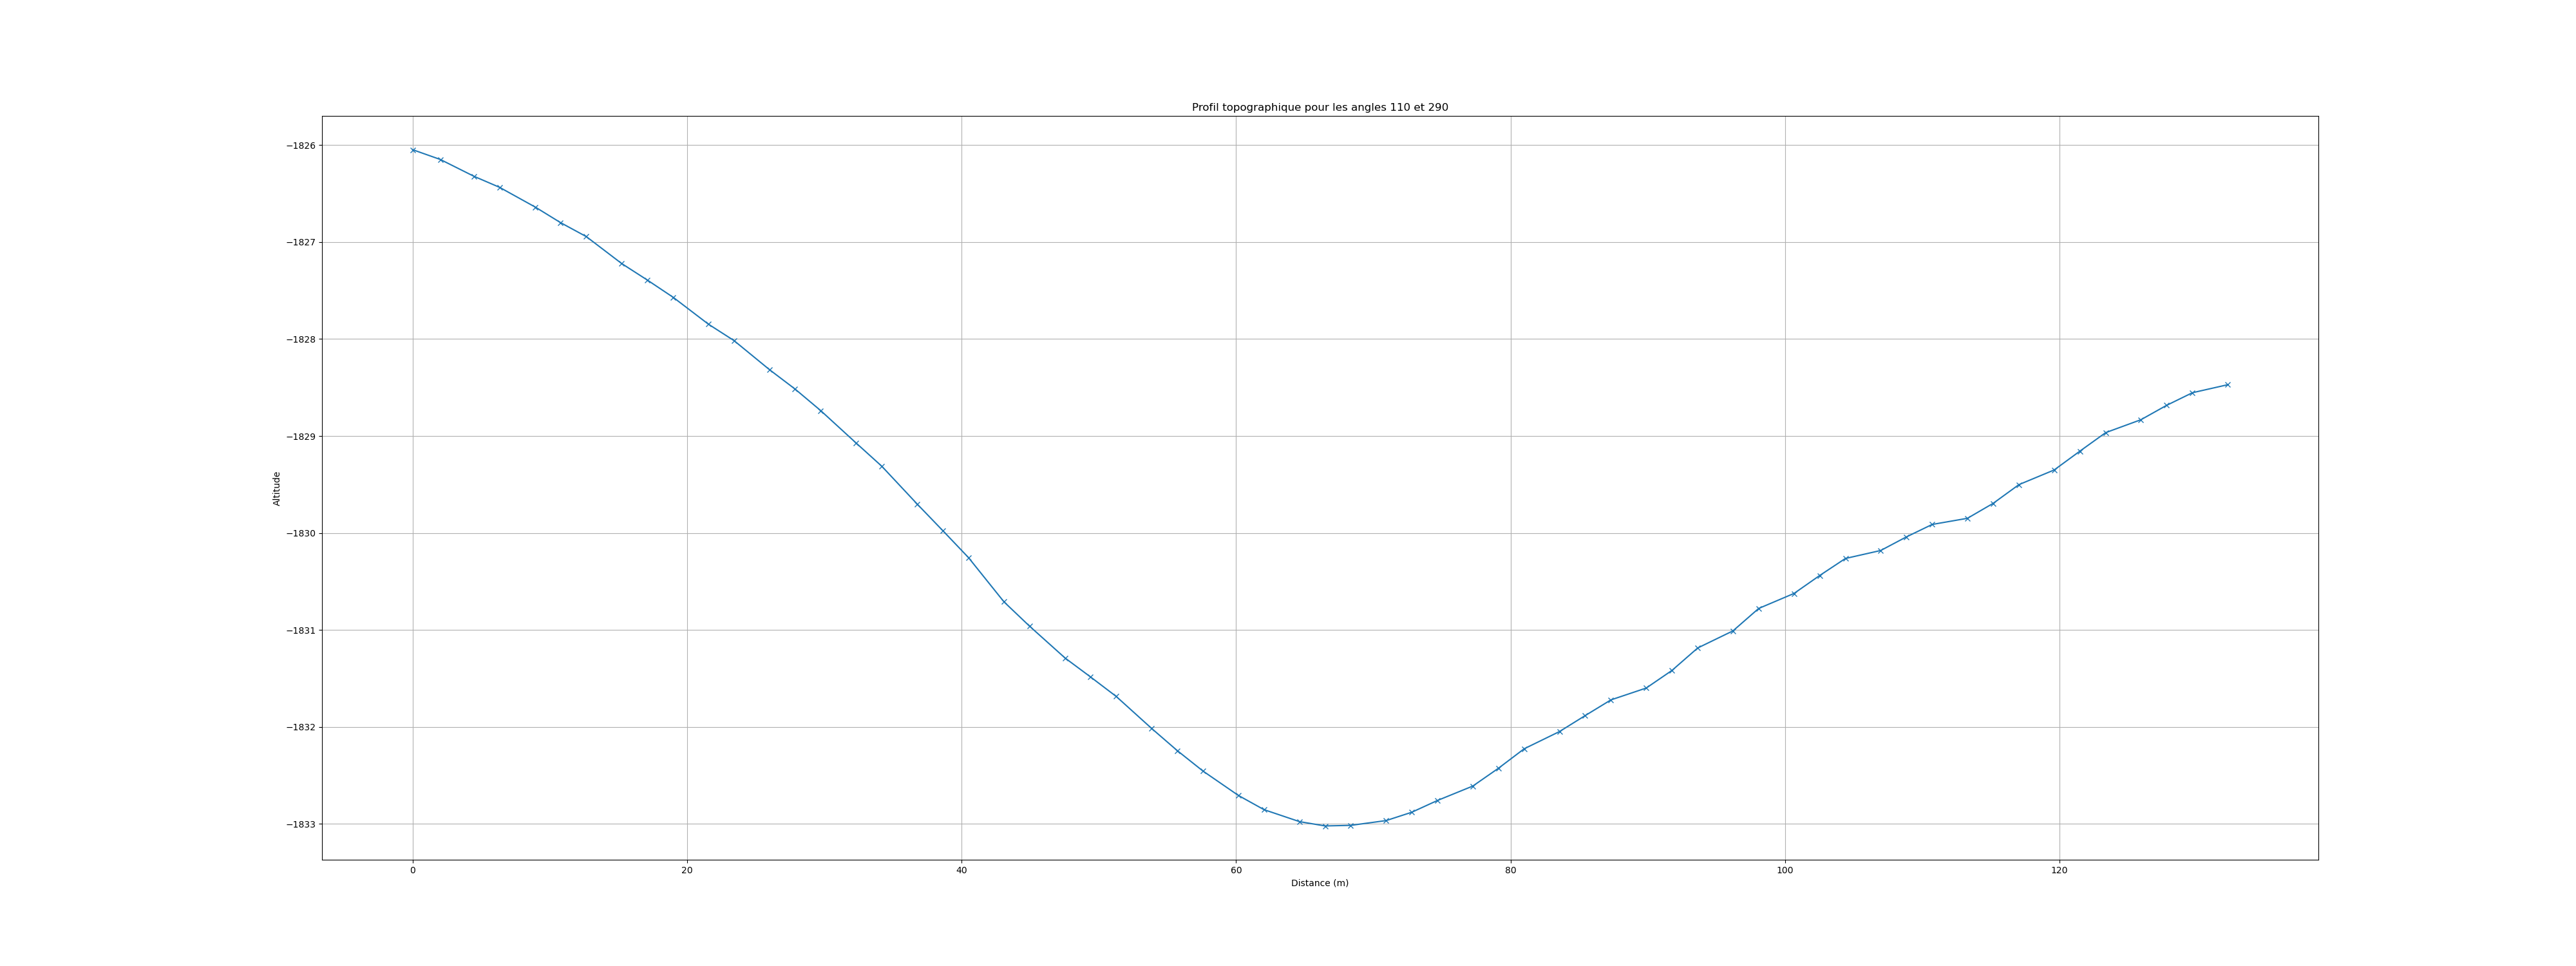 Profil topographique pour les angles 110 et 290
Altitude
−1826
−1827
−1828
−1829
−1830
−1831
−1832
−1833
0 20 40 60 80 100 120
Distance (m)